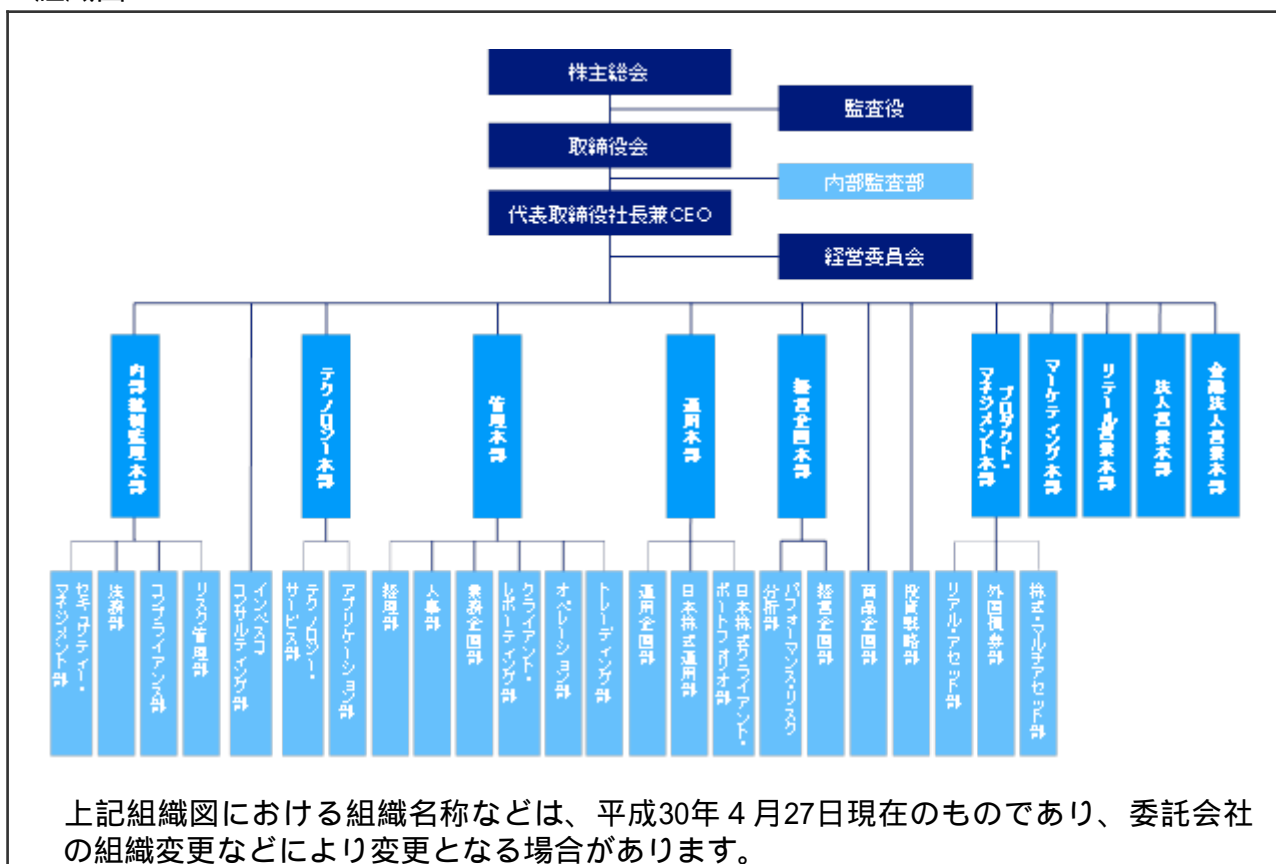 株主総会
監査役
取締役会
内部監査部
代表取締役社長兼CEO
経営委員会
内部統制監理本部
テクノロジー本部
管理本部
運用本部
経営企画本部
プロダクト・
マネジメント本部
マーケティング本部
リテール営業本部
法人営業本部
金融法人営業本部
セキュリティー・
マネジメント部
法務部
コンプライアンス部
リスク管理部
インベスコ
コンサルティング部
テクノロジー・
サービス部
アプリケーション部
経理部
人事部
業務企画部
クライアント・
レポーティング部
オペレーション部
トレーディング部
運用企画部
日本株式運用部
日本株式クライアント・
ポートフォリオ部
パフォーマンス・リスク
分析部
経営企画部
商品企画部
投資戦略部
リアル・アセット部
外国債券部
株式・マルチアセット部
上記組織図における組織名称などは、平成30年4月27日現在のものであり、委託会社
の組織変更などにより変更となる場合があります。